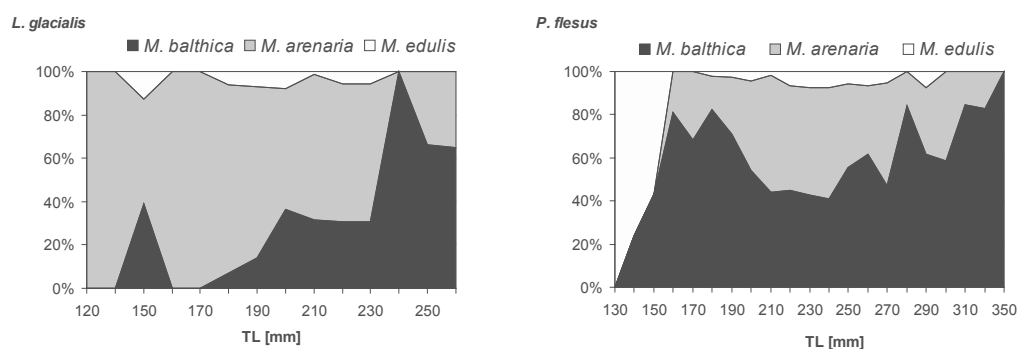 L. glacialis
M. balthica M. arenaria M. edulis
100%
80%
60%
40%
20%
0%
120 150 170 190 210 230 250
TL [mm]
P. flesus
M. balthica M. arenaria M. edulis
100%
80%
60%
40%
20%
0%
130 150 170 190 210 230 250 270 290 310 350
TL [mm]